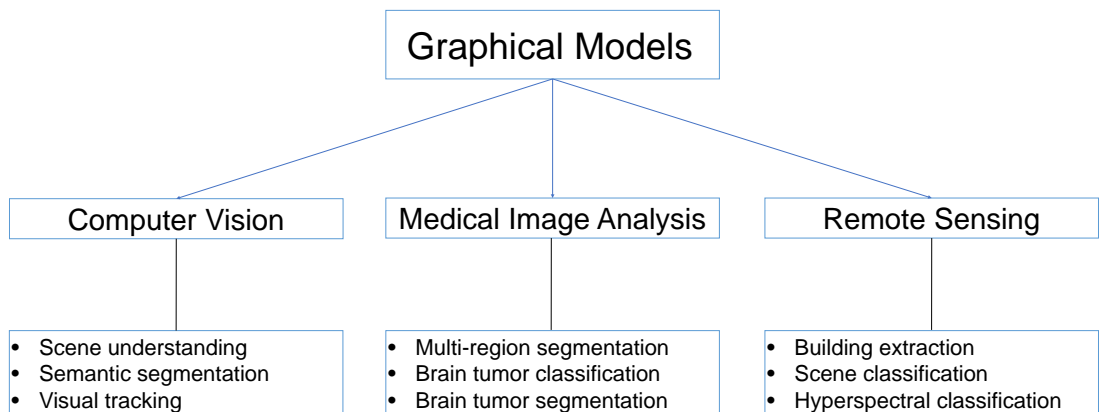 Graphical Models
Computer Vision
Medical Image Analysis
Remote Sensing
• Scene understanding
• Semantic segmentation
• Visual tracking
• Multi-region segmentation
• Brain tumor classification
• Brain tumor segmentation
• Building extraction
• Scene classification
• Hyperspectral classification